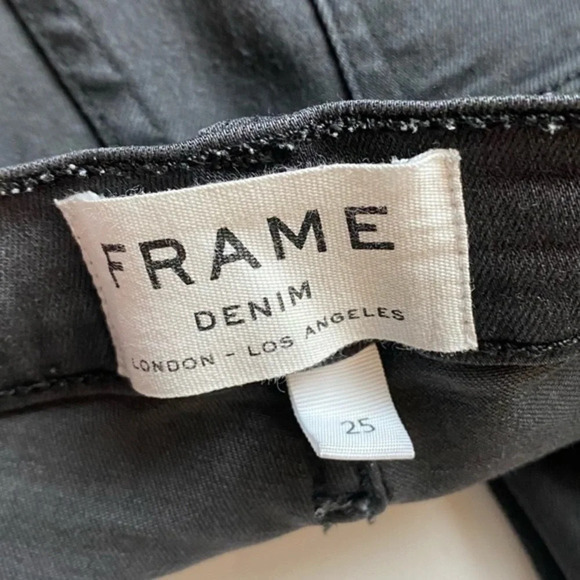 FRAME
DENIM
LONDON - LOS ANGELES
25